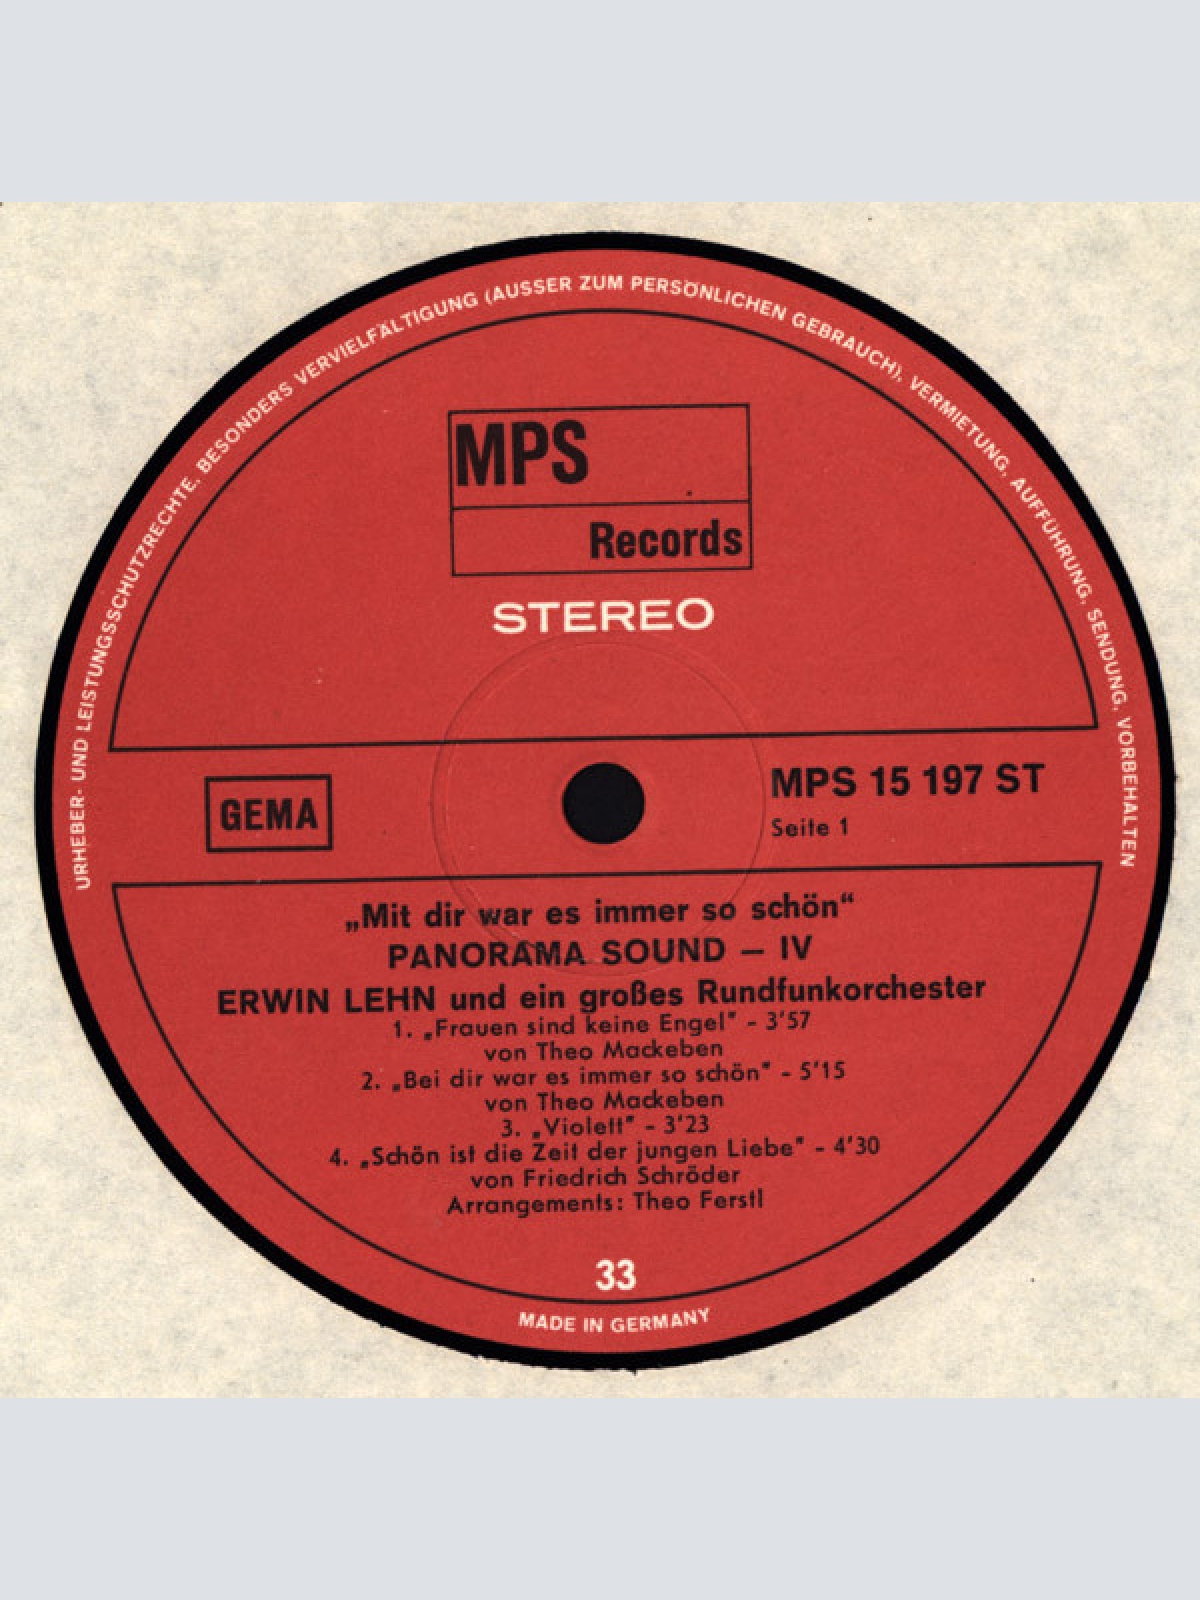 URHEBER- UND LEISTUNGSSCHUTZRECHTE, BESONDERS VERVIELFÄLTIGUNG (AUSSER ZUM PERSÖNLICHEN GEBRAUCH), VERMIETUNG, AUFFÜHRUNG, SENDUNG, VORBEHALTEN
MPS
Records
STEREO
GEMA
MPS 15 197 ST
Seite 1
„Mit dir war es immer so schön“
PANORAMA SOUND – IV
ERWIN LEHN und ein großes Rundfunkorchester
1. „Frauen sind keine Engel" - 3'57
von Theo Mackeben
2. „Bei dir war es immer so schön" - 5'15
von Theo Mackeben
3. „Violett" - 3'23
4. „Schön ist die Zeit der jungen Liebe" - 4'30
von Friedrich Schröder
Arrangements: Theo Ferstl
33
MADE IN GERMANY